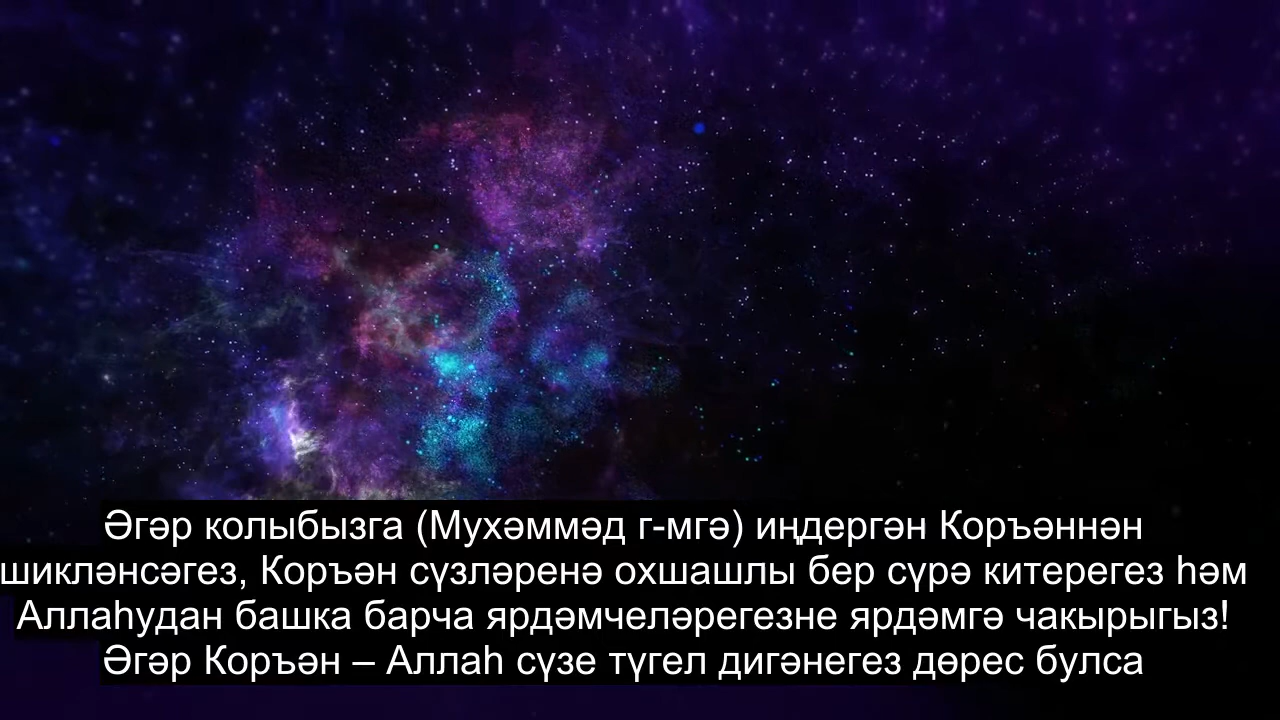 Әгәр колыбызга (Мухәммәд г-мгә) иңдергән Коръәннән
шикләнсәгез, Коръән сүзләренә охшашлы бер сүрә китерегез һәм
Аллаһудан башка барча ярдәмчеләрегезне ярдәмгә чакырыгыз!
Әгәр Коръән – Аллаһ сүзе түгел дигәнегез дөрес булса